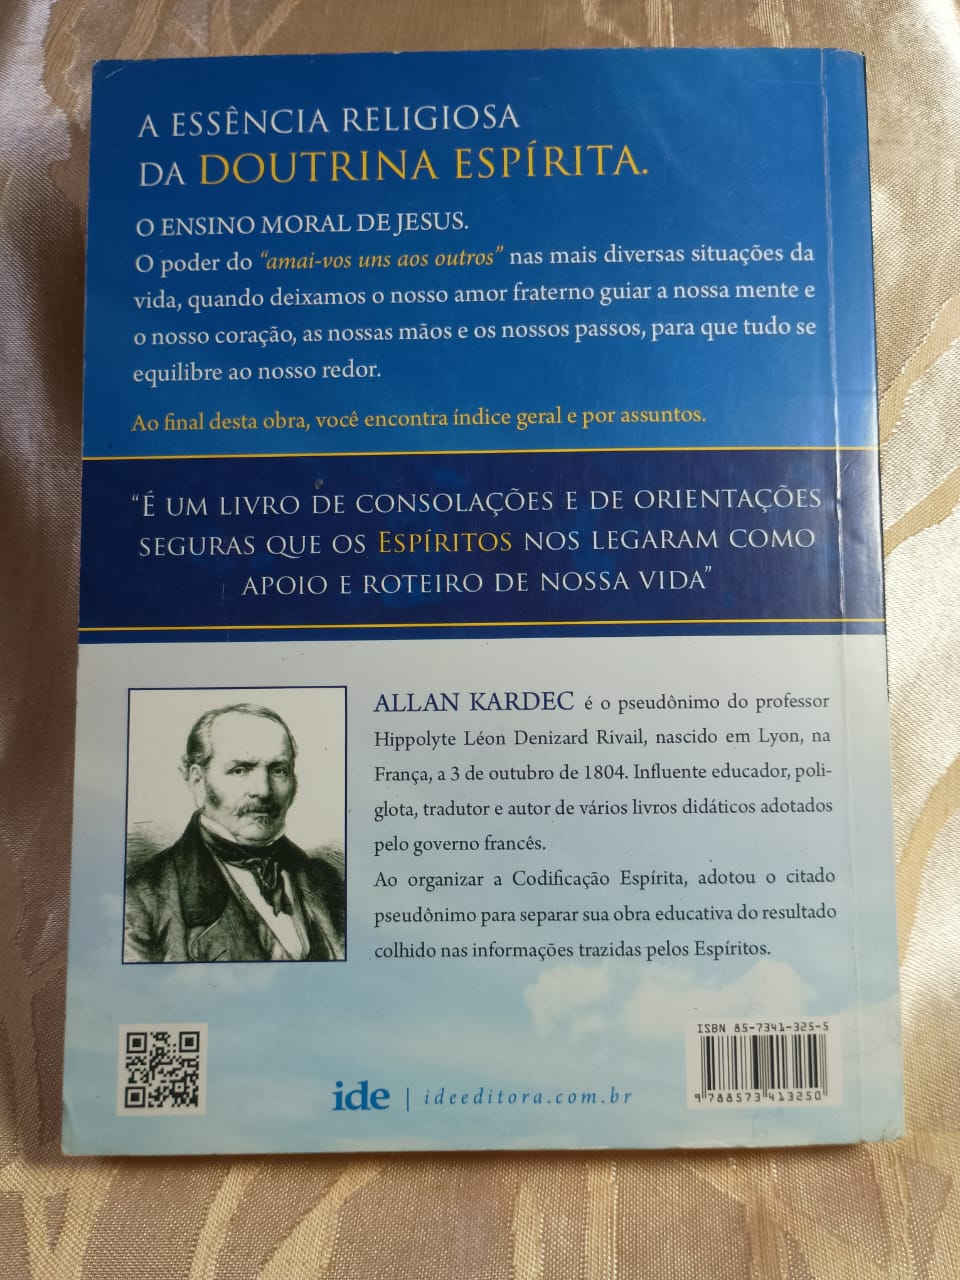 A ESSÊNCIA RELIGIOSA
DA DOUTRINA ESPÍRITA.
O ENSINO MORAL DE JESUS.
O poder do “amai-vos uns aos outros” nas mais diversas situações da
vida, quando deixamos o nosso amor fraterno guiar a nossa mente e
o nosso coração, as nossas mãos e os nossos passos, para que tudo se
equilibre ao nosso redor.
Ao final desta obra, você encontra índice geral e por assuntos.
“É UM LIVRO DE CONSOLAÇÕES E DE ORIENTAÇÕES
SEGURAS QUE OS ESPÍRITOS NOS LEGARAM COMO
APOIO E ROTEIRO DE NOSSA VIDA”
ALLAN KARDEC é o pseudônimo do professor
Hippolyte Léon Denizard Rivail, nascido em Lyon, na
França, a 3 de outubro de 1804. Influente educador, poli-
glota, tradutor e autor de vários livros didáticos adotados
pelo governo francês.
Ao organizar a Codificação Espírita, adotou o citado
pseudônimo para separar sua obra educativa do resultado
colhido nas informações trazidas pelos Espíritos.
ide | ideeditora.com.br
ISBN 85-7341-325-5
9 788573 413250